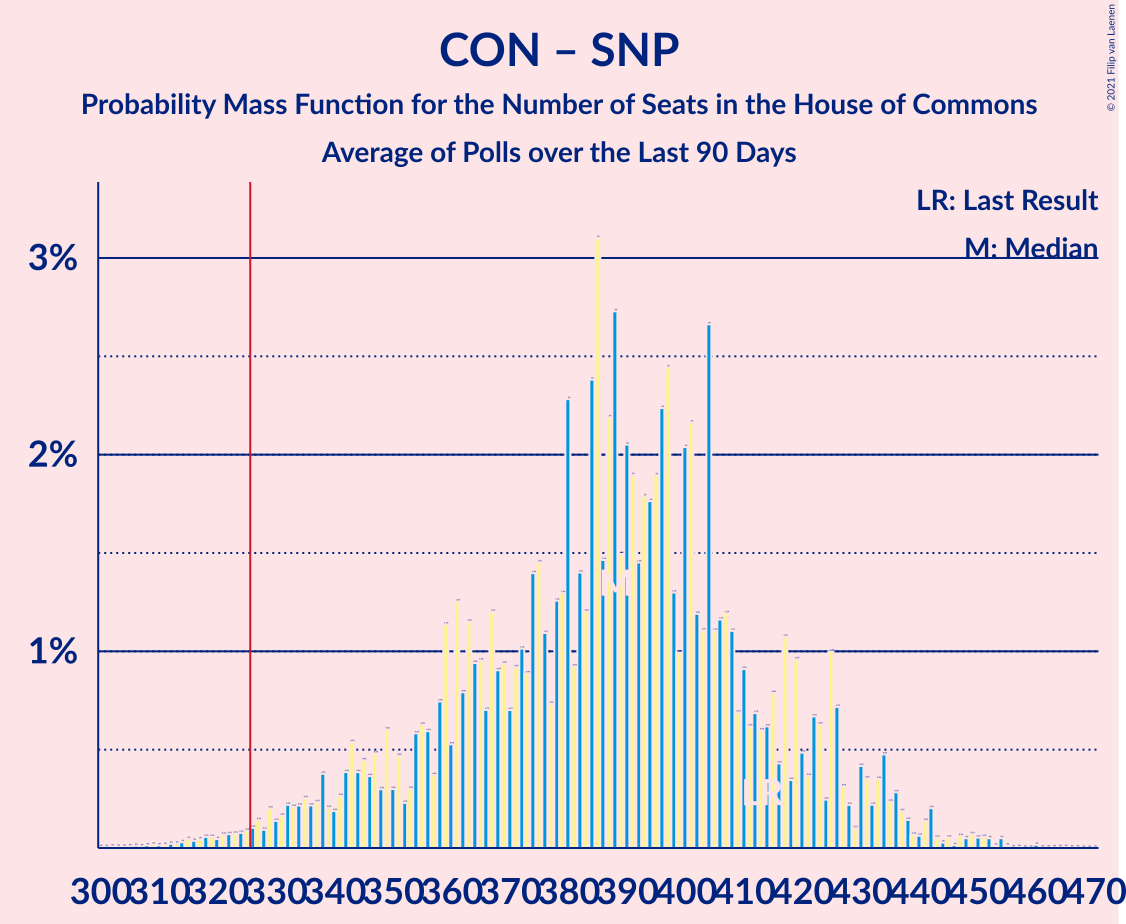 CON – SNP
Probability Mass Function for the Number of Seats in the House of Commons
Average of Polls over the Last 90 Days
© 2021 Filip van Laenen
LR: Last Result
M: Median
3%
2%
1%
M
LR
300 310 320 330 340 350 360 370 380 390 400 410 420 430 440 450 460 470